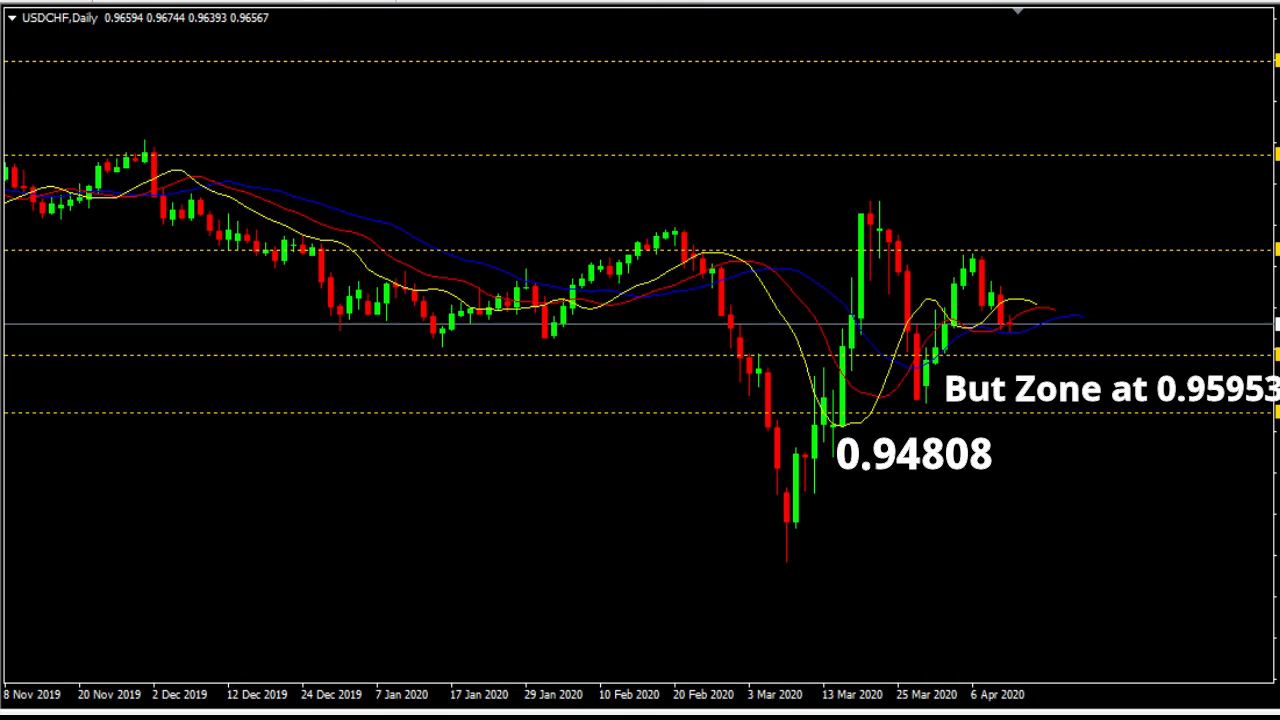 USDCHF,Daily 0.96594 0.96744 0.96393 0.96567
But Zone at 0.95953
0.94808
8 Nov 2019 20 Nov 2019 2 Dec 2019 12 Dec 2019 24 Dec 2019 7 Jan 2020 17 Jan 2020 29 Jan 2020 10 Feb 2020 20 Feb 2020 3 Mar 2020 13 Mar 2020 25 Mar 2020 6 Apr 2020